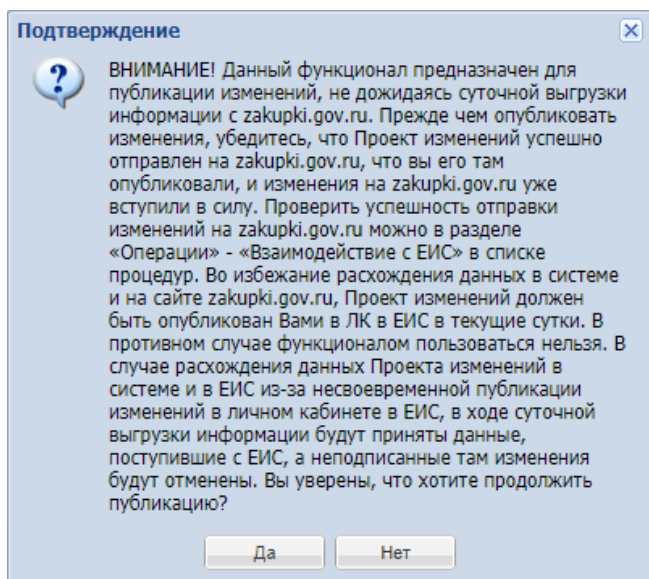 Подтверждение
ВНИМАНИЕ! Данный функционал предназначен для
публикации изменений, не дожидаясь суточной выгрузки
информации с zakupki.gov.ru. Прежде чем опубликовать
изменения, убедитесь, что Проект изменений успешно
отправлен на zakupki.gov.ru, что вы его там
опубликовали, и изменения на zakupki.gov.ru уже
вступили в силу. Проверить успешность отправки
изменений на zakupki.gov.ru можно в разделе
«Операции» - «Взаимодействие с ЕИС» в списке
процедур. Во избежание расхождения данных в системе
и на сайте zakupki.gov.ru, Проект изменений должен
быть опубликован Вами в ЛК в ЕИС в текущие сутки. В
противном случае функционалом пользоваться нельзя. В
случае расхождения данных Проекта изменений в
системе и в ЕИС из-за несвоевременной публикации
изменений в личном кабинете в ЕИС, в ходе суточной
выгрузки информации будут приняты данные,
поступившие с ЕИС, а неподписанные там изменения
будут отменены. Вы уверены, что хотите продолжить
публикацию?
Да Нет